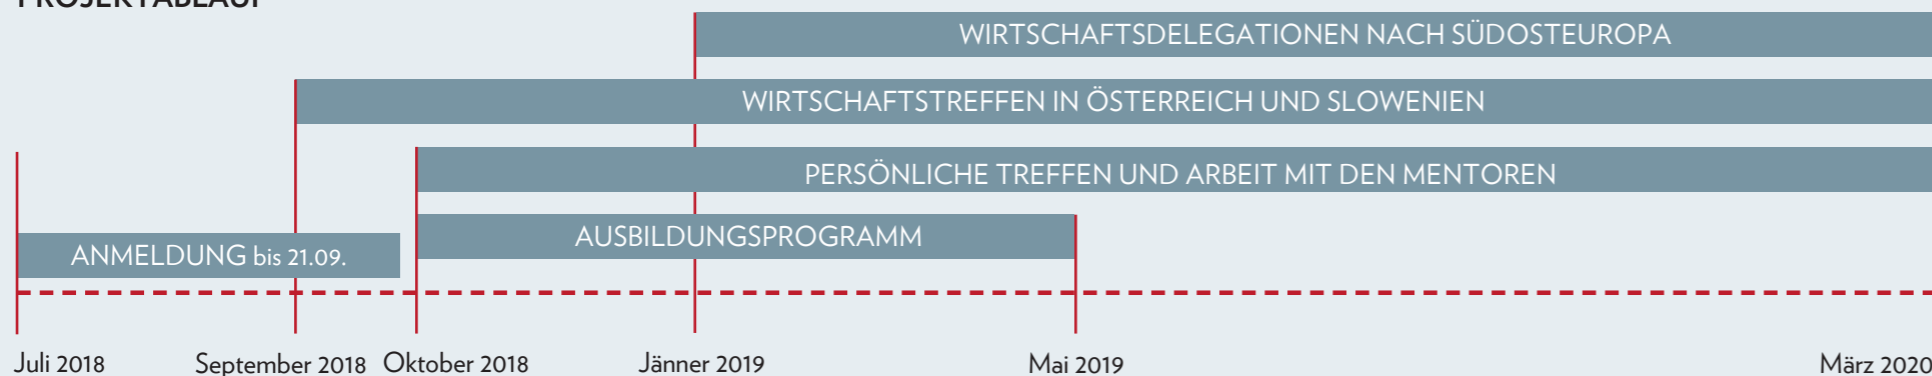 PROJEKTABLAUF
WIRTSCHAFTSDELEGATIONEN NACH SÜDOSTEUROPA
WIRTSCHAFTSTREFFEN IN ÖSTERREICH UND SLOWENIEN
PERSÖNLICHE TREFFEN UND ARBEIT MIT DEN MENTOREN
AUSBILDUNGSPROGRAMM
ANMELDUNG bis 21.09.
Juli 2018 September 2018 Oktober 2018 Jänner 2019 Mai 2019 März 2020